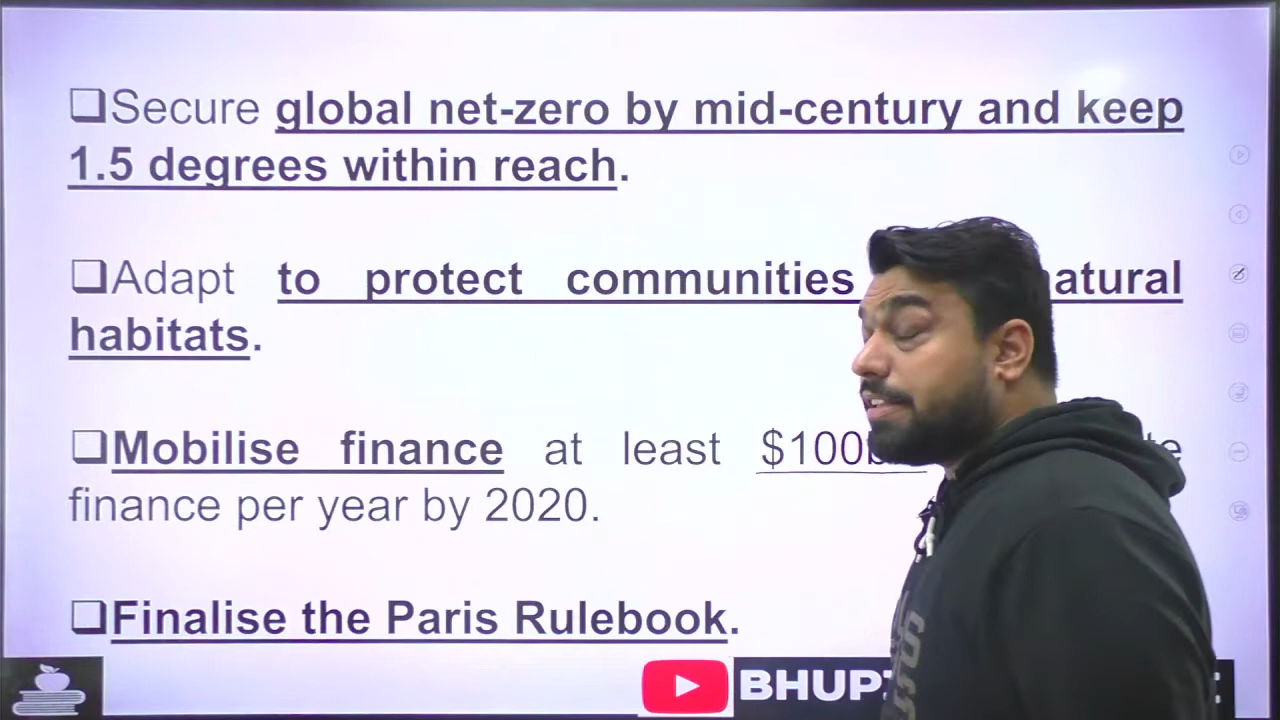 ❑Secure global net-zero by mid-century and keep
1.5 degrees within reach.
❑Adapt to protect communities
habitats.
❑Mobilise finance at least
finance per year by 2020.
❑Finalise the Paris Rulebook.